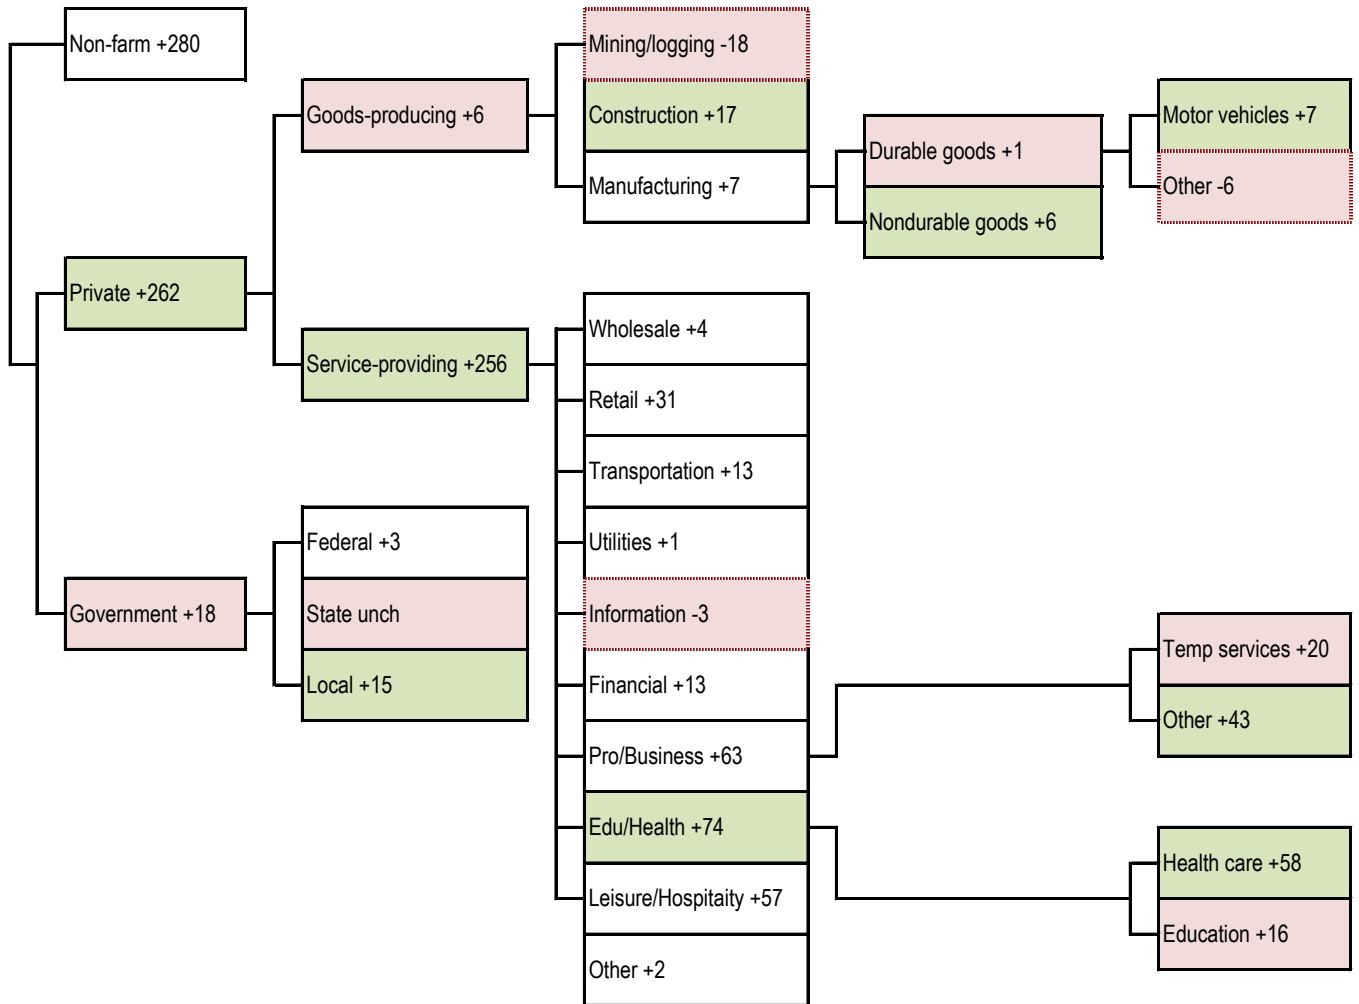 Non-farm +280
Private +262
Government +18
Goods-producing +6
Service-providing +256
Federal +3
State unch
Local +15
Mining/logging -18
Construction +17
Manufacturing +7
Wholesale +4
Retail +31
Transportation +13
Utilities +1
Information -3
Financial +13
Pro/Business +63
Edu/Health +74
Leisure/Hospitaity +57
Other +2
Durable goods +1
Nondurable goods +6
Motor vehicles +7
Other -6
Temp services +20
Other +43
Health care +58
Education +16